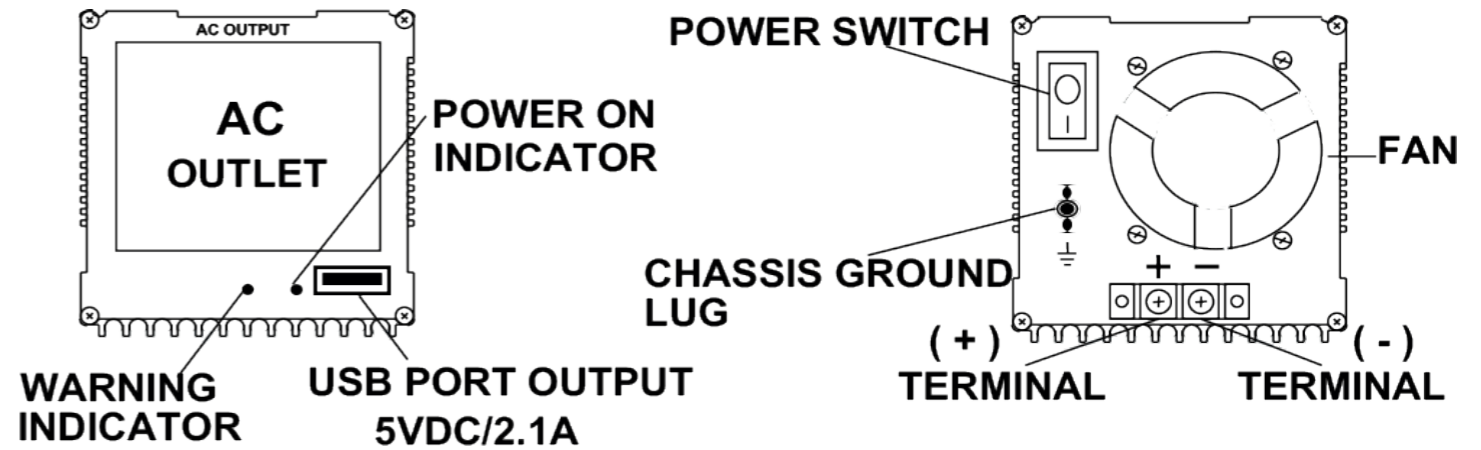 AC OUTPUT
AC
OUTLET
POWER ON
INDICATOR
WARNING
INDICATOR
USB PORT OUTPUT
5VDC/2.1A
POWER SWITCH
FAN
CHASSIS GROUND
LUG
+ −
( + )
TERMINAL
( - )
TERMINAL